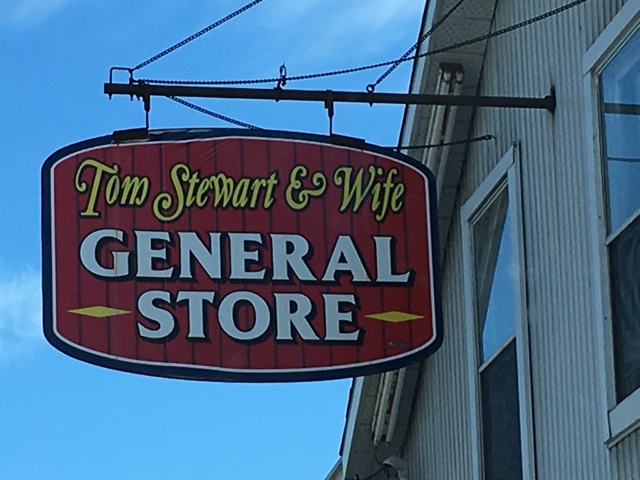 Tom Stewart & Wife
GENERAL
STORE